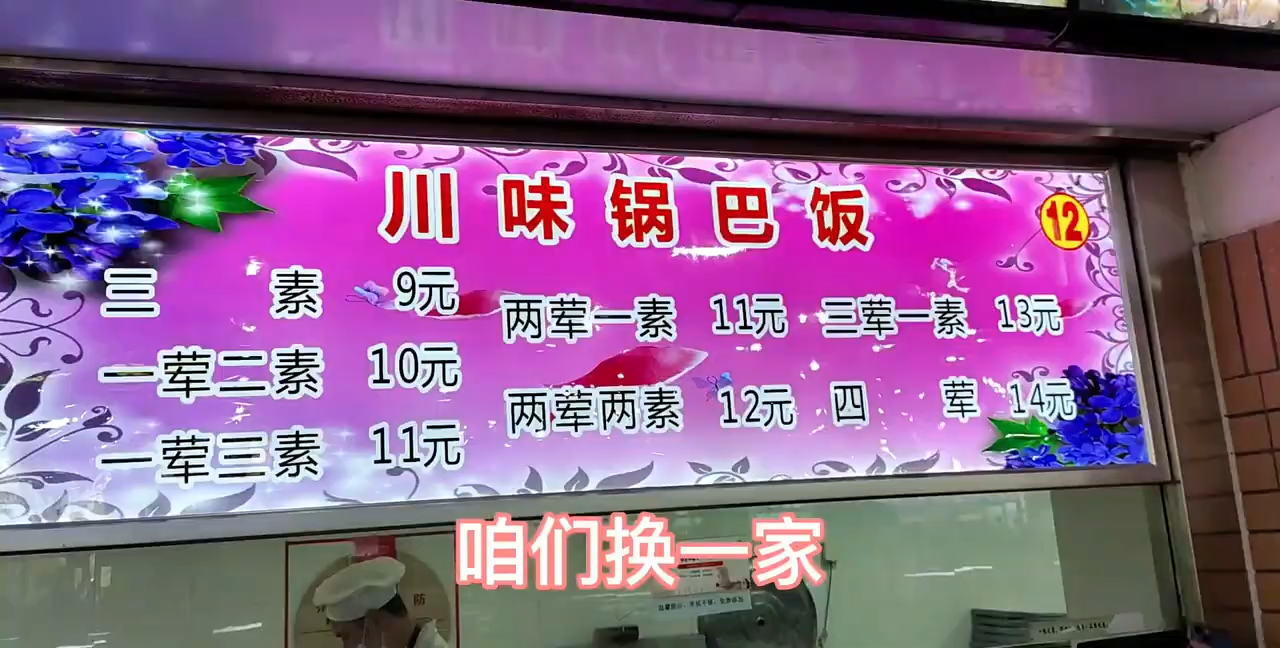 川味锅巴饭
12
三 素 9元
一荤二素 10元
一荤三素 11元
两荤一素 11元
两荤两素 12元
三荤一素 13元
四 荤 14元
咱们换一家
防